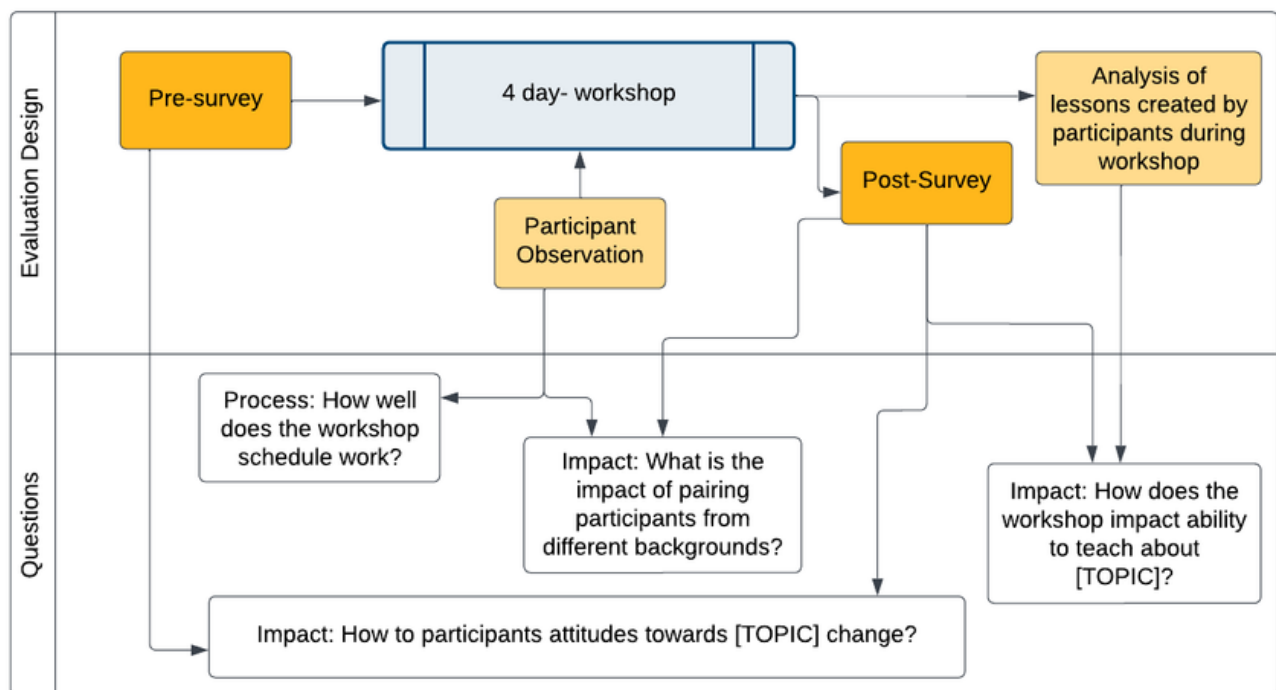 Evaluation Design
Pre-survey
4 day- workshop
Analysis of
lessons created by
participants during
workshop
Post-Survey
Participant
Observation
Questions
Process: How well
does the workshop
schedule work?
Impact: What is the
impact of pairing
participants from
different backgrounds?
Impact: How does the
workshop impact ability
to teach about
[TOPIC]?
Impact: How to participants attitudes towards [TOPIC] change?